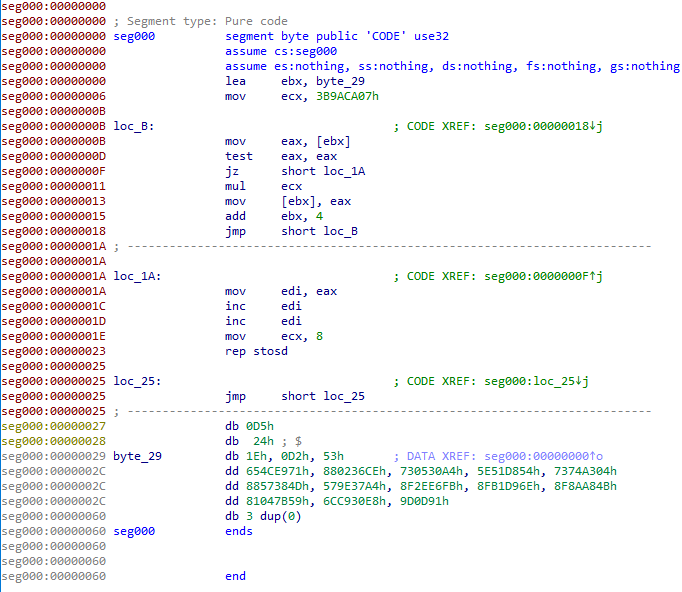 seg000:00000000
seg000:00000000 ; Segment type: Pure code
seg000:00000000 seg000 segment byte public 'CODE' use32
seg000:00000000 assume cs:seg000
seg000:00000000 assume es:nothing, ss:nothing, ds:nothing, fs:nothing, gs:nothing
seg000:00000000 lea ebx, byte_29
seg000:00000006 mov ecx, 3B9ACA07h
seg000:0000000B
seg000:0000000B loc_B: ; CODE XREF: seg000:00000018↓j
seg000:0000000B mov eax, [ebx]
seg000:0000000D test eax, eax
seg000:0000000F jz short loc_1A
seg000:00000011 mul ecx
seg000:00000013 mov [ebx], eax
seg000:00000015 add ebx, 4
seg000:00000018 jmp short loc_B
seg000:0000001A ; ---------------------------------------------------------------------------
seg000:0000001A
seg000:0000001A loc_1A: ; CODE XREF: seg000:0000000F↑j
seg000:0000001A mov edi, eax
seg000:0000001C inc edi
seg000:0000001D inc edi
seg000:0000001E mov ecx, 8
seg000:00000023 rep stosd
seg000:00000025
seg000:00000025 loc_25: ; CODE XREF: seg000:loc_25↓j
seg000:00000025 jmp short loc_25
seg000:00000025 ; ---------------------------------------------------------------------------
seg000:00000027 db 0D5h
seg000:00000028 db 24h ; $
seg000:00000029 byte_29 db 1Eh, 0D2h, 53h ; DATA XREF: seg000:00000000↑o
seg000:0000002C dd 654CE971h, 880236CEh, 730530A4h, 5E51D854h, 7374A304h
seg000:0000002C dd 8857384Dh, 579E37A4h, 8F2EE6FBh, 8FB1D96Eh, 8F8AA84Bh
seg000:0000002C dd 81047B59h, 6CC930E8h, 9D0D91h
seg000:00000060 db 3 dup(0)
seg000:00000060 seg000 ends
seg000:00000060
seg000:00000060
seg000:00000060 end